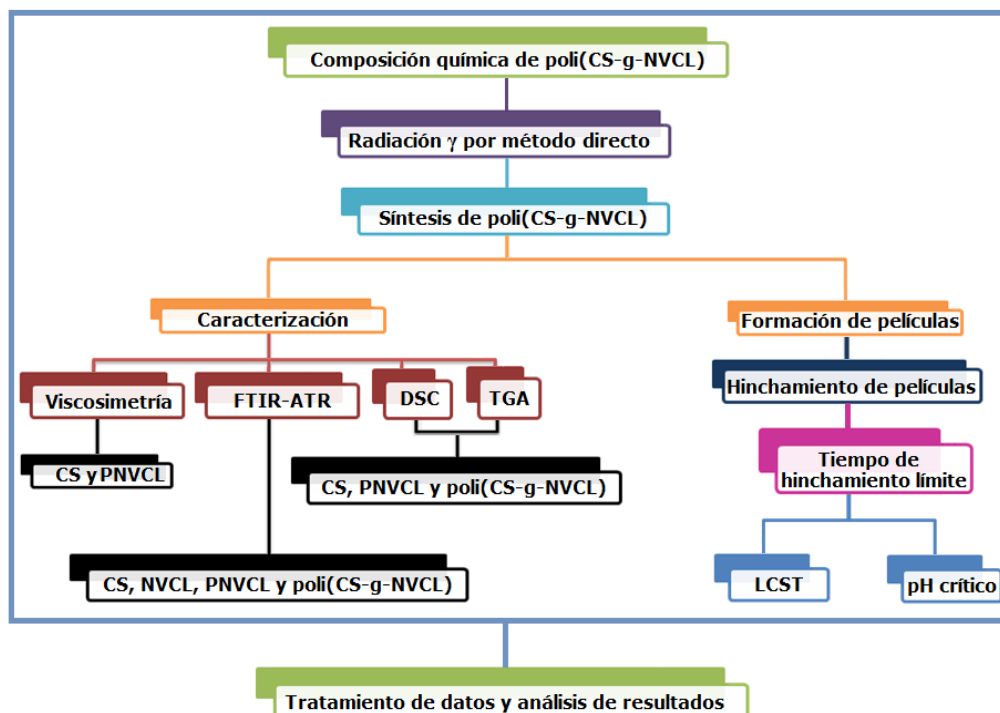 Composición química de poli(CS-g-NVCL)
Radiación γ por método directo
Síntesis de poli(CS-g-NVCL)
Caracterización
Formación de películas
Viscosimetría
FTIR-ATR
DSC
TGA
Hinchamiento de películas
CS y PNVCL
CS, PNVCL y poli(CS-g-NVCL)
Tiempo de
hinchamiento límite
CS, NVCL, PNVCL y poli(CS-g-NVCL)
LCST
pH crítico
Tratamiento de datos y análisis de resultados